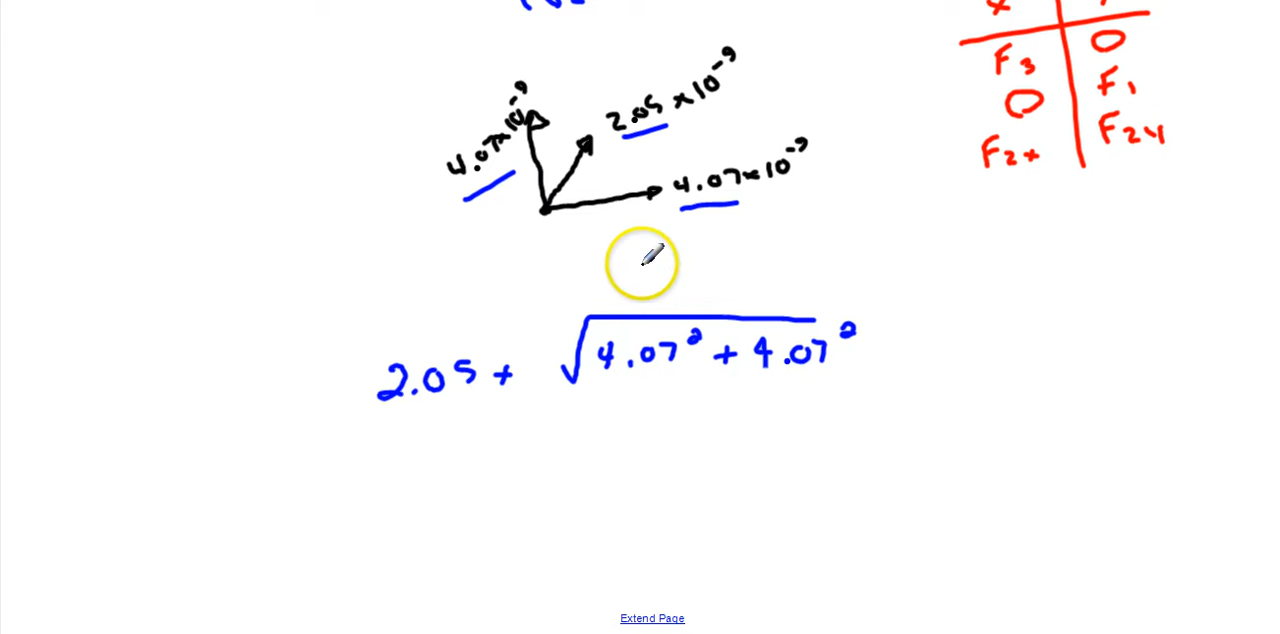 4.07×10⁻⁹
2.05 ×10⁻⁹
4.07×10⁻⁹
F₃ 0
0 F₁
F₂ₓ F₂ᵧ
2.05 + √(4.07² + 4.07²)
Extend Page